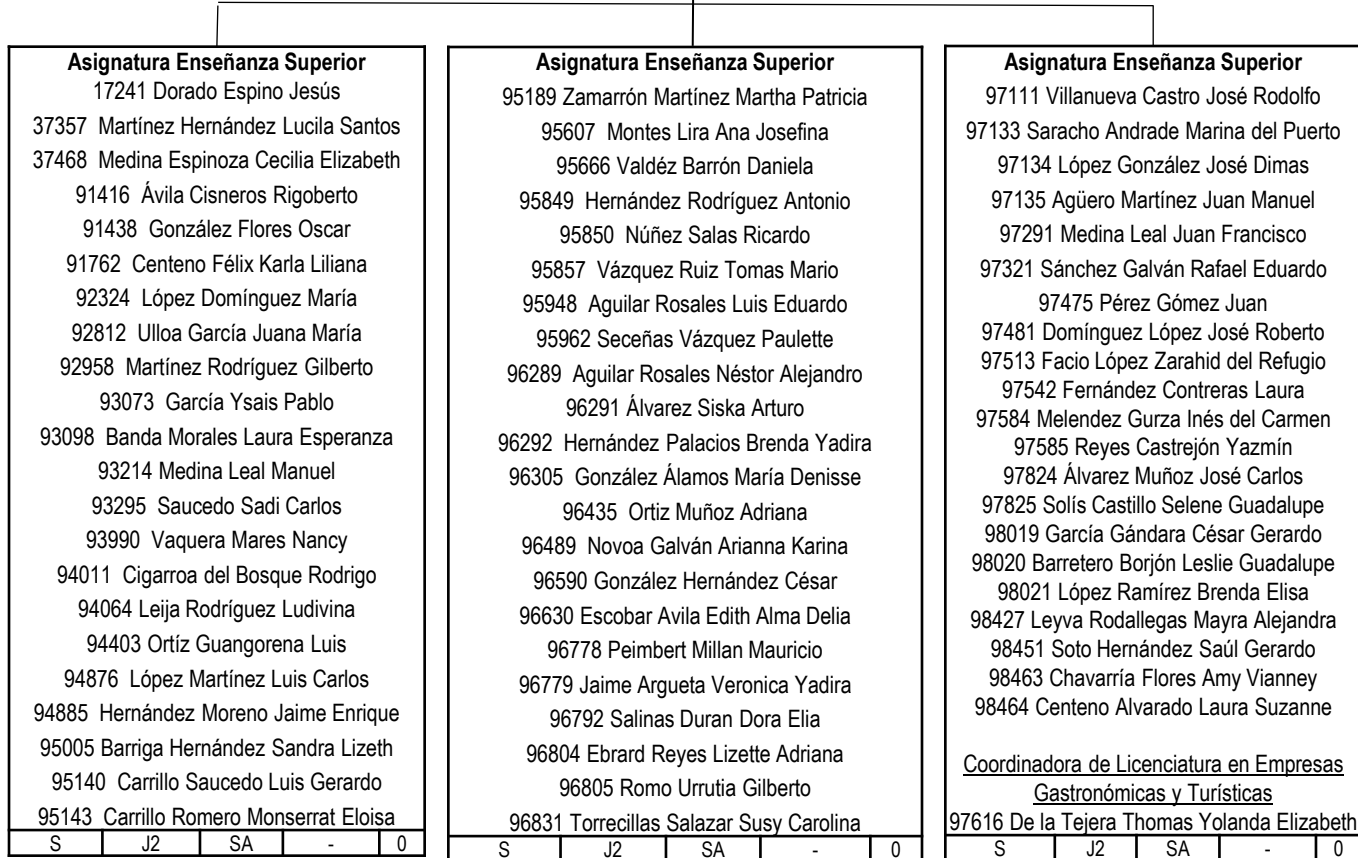 Asignatura Enseñanza Superior
17241 Dorado Espino Jesús
37357 Martínez Hernández Lucila Santos
37468 Medina Espinoza Cecilia Elizabeth
91416 Ávila Cisneros Rigoberto
91438 González Flores Oscar
91762 Centeno Félix Karla Liliana
92324 López Domínguez María
92812 Ulloa García Juana María
92958 Martínez Rodríguez Gilberto
93073 García Ysais Pablo
93098 Banda Morales Laura Esperanza
93214 Medina Leal Manuel
93295 Saucedo Sadi Carlos
93990 Vaquera Mares Nancy
94011 Cigarroa del Bosque Rodrigo
94064 Leija Rodríguez Ludivina
94403 Ortíz Guangorena Luis
94876 López Martínez Luis Carlos
94885 Hernández Moreno Jaime Enrique
95005 Barriga Hernández Sandra Lizeth
95140 Carrillo Saucedo Luis Gerardo
95143 Carrillo Romero Monserrat Eloisa
S J2 SA - 0
Asignatura Enseñanza Superior
95189 Zamarrón Martínez Martha Patricia
95607 Montes Lira Ana Josefina
95666 Valdéz Barrón Daniela
95849 Hernández Rodríguez Antonio
95850 Núñez Salas Ricardo
95857 Vázquez Ruiz Tomas Mario
95948 Aguilar Rosales Luis Eduardo
95962 Seceñas Vázquez Paulette
96289 Aguilar Rosales Néstor Alejandro
96291 Álvarez Siska Arturo
96292 Hernández Palacios Brenda Yadira
96305 González Álamos María Denisse
96435 Ortiz Muñoz Adriana
96489 Novoa Galván Arianna Karina
96590 González Hernández César
96630 Escobar Avila Edith Alma Delia
96778 Peimbert Millan Mauricio
96779 Jaime Argueta Veronica Yadira
96792 Salinas Duran Dora Elia
96804 Ebrard Reyes Lizette Adriana
96805 Romo Urrutia Gilberto
96831 Torrecillas Salazar Susy Carolina
S J2 SA - 0
Asignatura Enseñanza Superior
97111 Villanueva Castro José Rodolfo
97133 Saracho Andrade Marina del Puerto
97134 López González José Dimas
97135 Agüero Martínez Juan Manuel
97291 Medina Leal Juan Francisco
97321 Sánchez Galván Rafael Eduardo
97475 Pérez Gómez Juan
97481 Domínguez López José Roberto
97513 Facio López Zarahid del Refugio
97542 Fernández Contreras Laura
97584 Melendez Gurza Inés del Carmen
97585 Reyes Castrejón Yazmín
97824 Álvarez Muñoz José Carlos
97825 Solís Castillo Selene Guadalupe
98019 García Gándara César Gerardo
98020 Barretero Borjón Leslie Guadalupe
98021 López Ramírez Brenda Elisa
98427 Leyva Rodallegas Mayra Alejandra
98451 Soto Hernández Saúl Gerardo
98463 Chavarría Flores Amy Vianney
98464 Centeno Alvarado Laura Suzanne
Coordinadora de Licenciatura en Empresas
Gastronómicas y Turísticas
97616 De la Tejera Thomas Yolanda Elizabeth
S J2 SA - 0